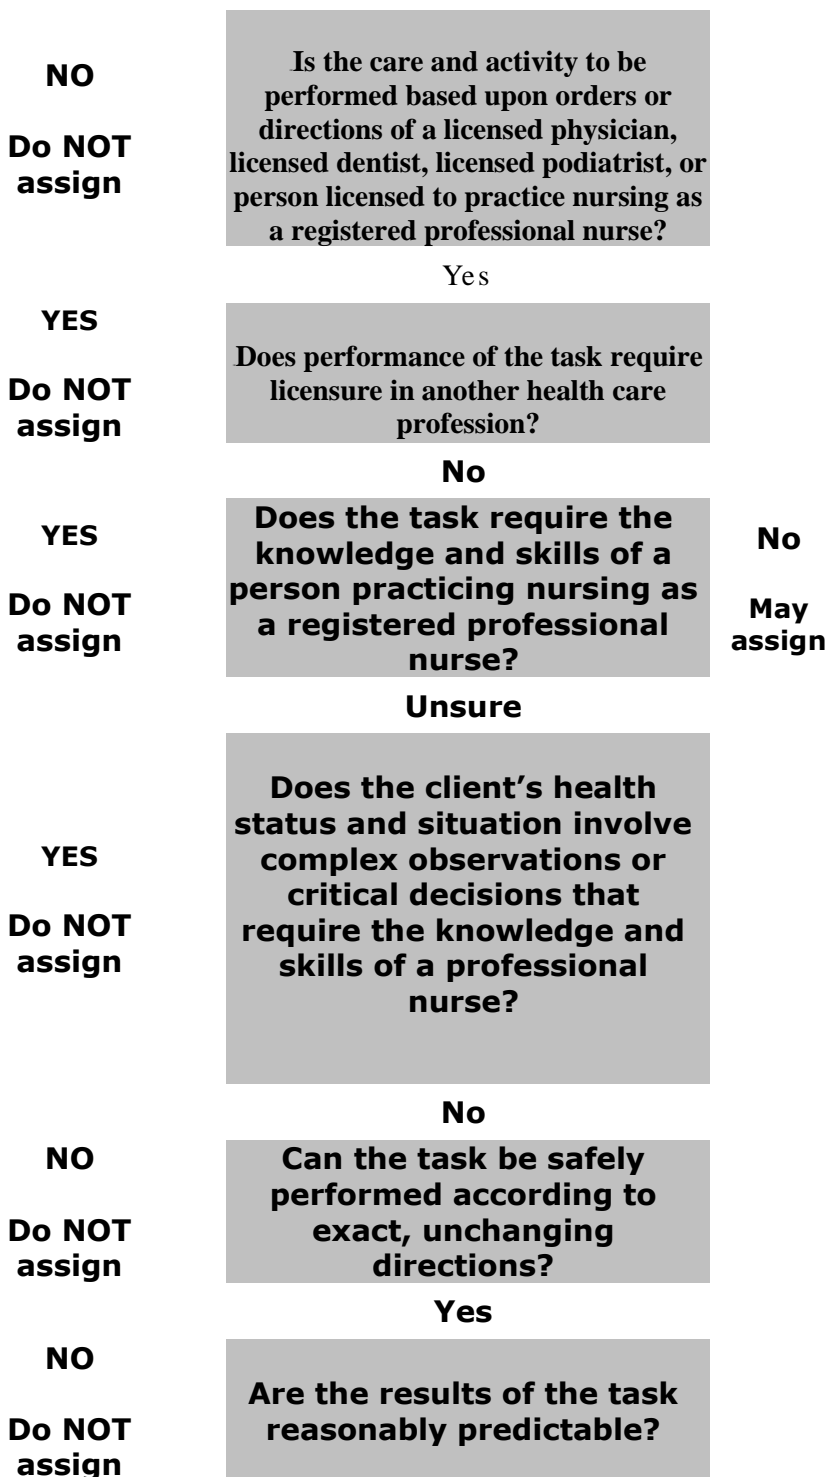 NO
Do NOT
assign
Is the care and activity to be
performed based upon orders or
directions of a licensed physician,
licensed dentist, licensed podiatrist, or
person licensed to practice nursing as
a registered professional nurse?
Yes
YES
Do NOT
assign
Does performance of the task require
licensure in another health care
profession?
No
YES
Do NOT
assign
Does the task require the
knowledge and skills of a
person practicing nursing as
a registered professional
nurse?
No
May
assign
Unsure
YES
Do NOT
assign
Does the client’s health
status and situation involve
complex observations or
critical decisions that
require the knowledge and
skills of a professional
nurse?
No
NO
Do NOT
assign
Can the task be safely
performed according to
exact, unchanging
directions?
Yes
NO
Do NOT
assign
Are the results of the task
reasonably predictable?